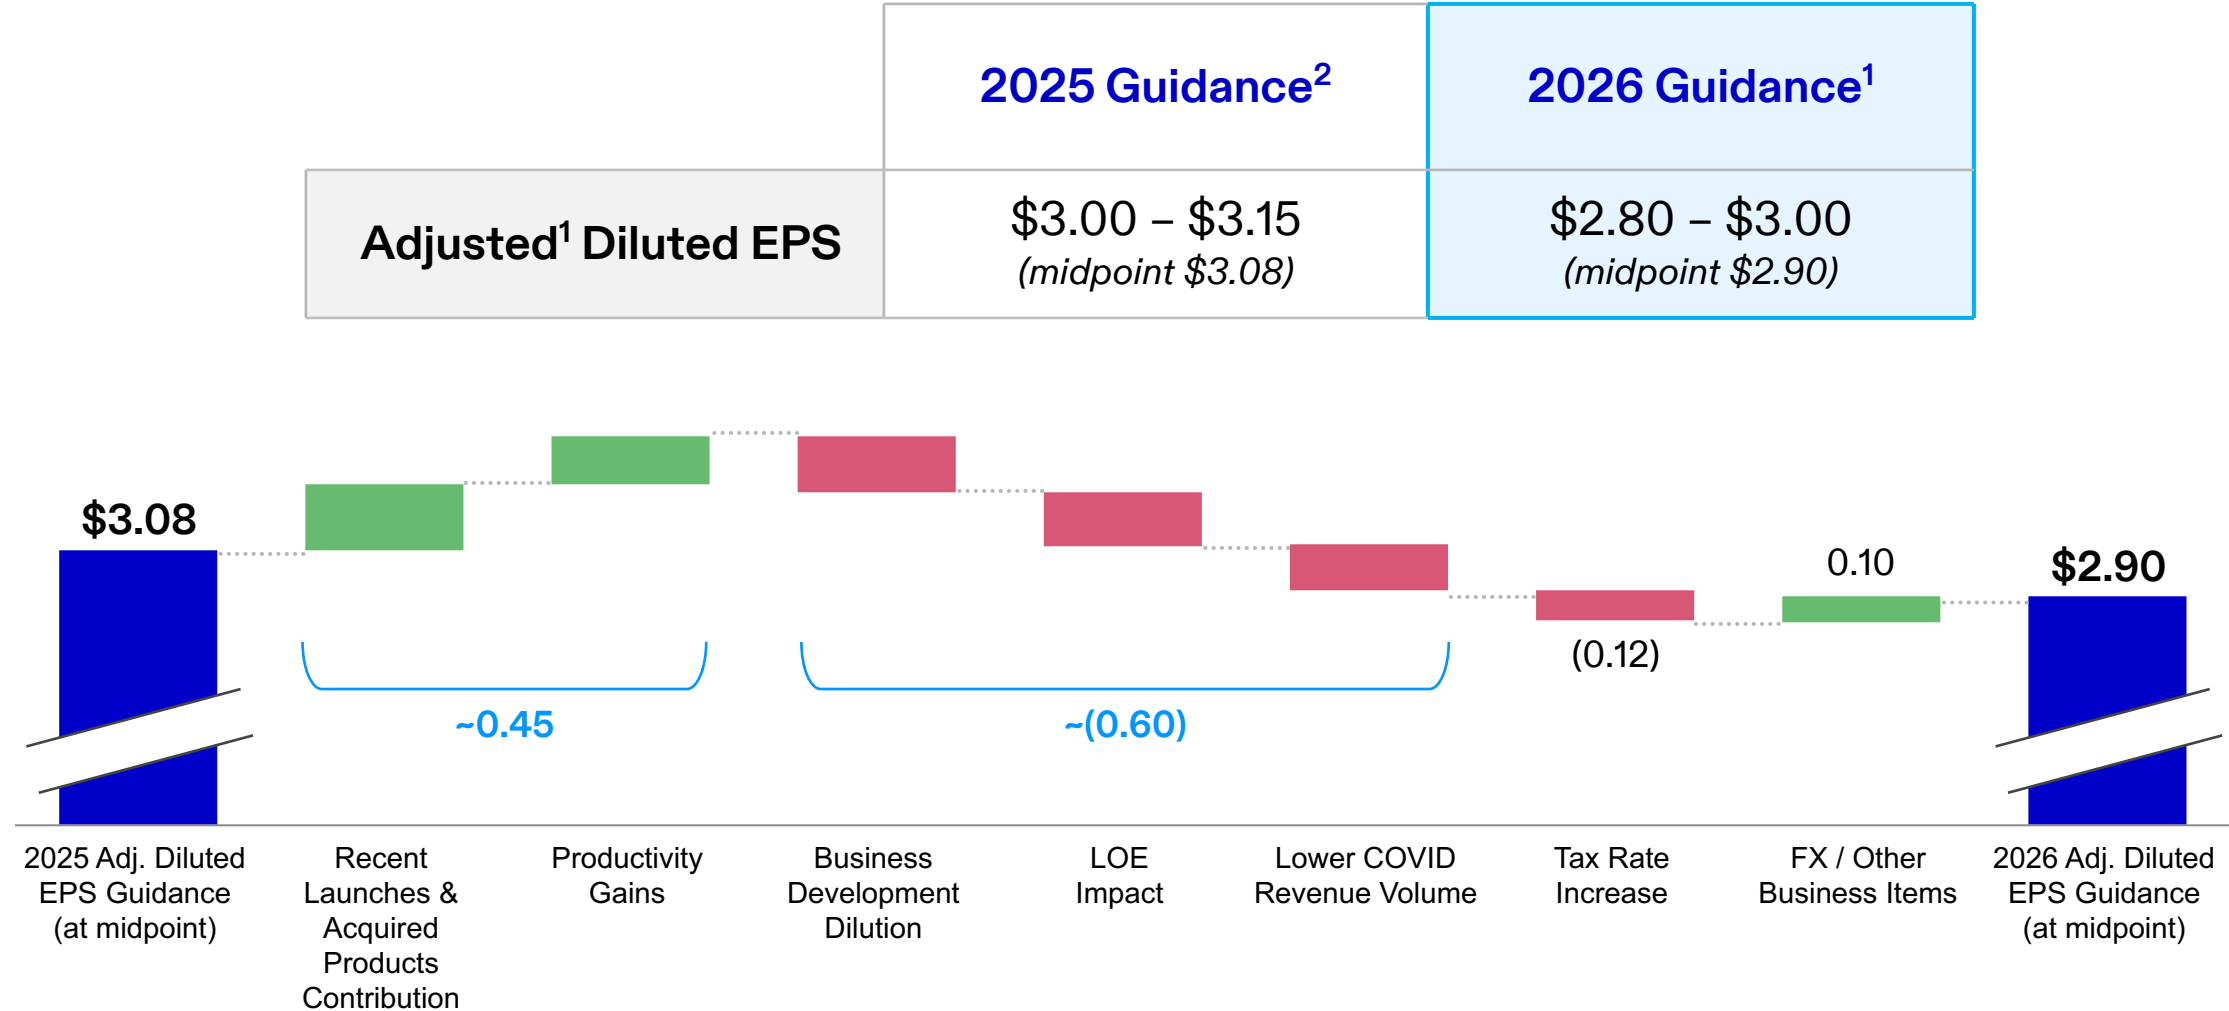 2025 Guidance²
2026 Guidance¹
Adjusted¹ Diluted EPS
$3.00 – $3.15
(midpoint $3.08)
$2.80 – $3.00
(midpoint $2.90)
$3.08
0.10
$2.90
(0.12)
~0.45
~(0.60)
2025 Adj. Diluted
EPS Guidance
(at midpoint)
Recent
Launches &
Acquired
Products
Contribution
Productivity
Gains
Business
Development
Dilution
LOE
Impact
Lower COVID
Revenue Volume
Tax Rate
Increase
FX / Other
Business Items
2026 Adj. Diluted
EPS Guidance
(at midpoint)